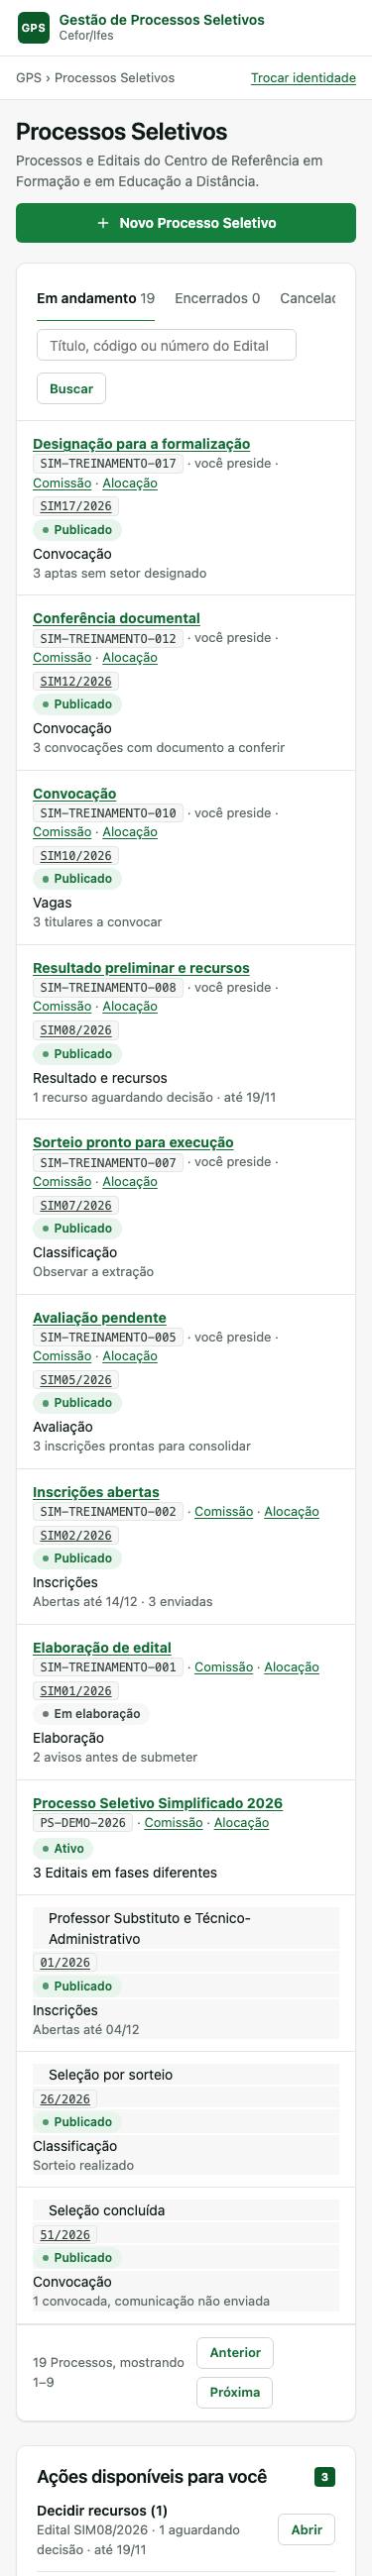 GPS
Gestão de Processos Seletivos
Cefor/Ifes
GPS › Processos Seletivos
Trocar identidade
Processos Seletivos
Processos e Editais do Centro de Referência em
Formação e em Educação a Distância.
+ Novo Processo Seletivo
Em andamento 19 Encerrados 0 Cancelad
Título, código ou número do Edital
Buscar
Designação para a formalização
SIM-TREINAMENTO-017 · você preside ·
Comissão · Alocação
SIM17/2026
Publicado
Convocação
3 aptas sem setor designado
Conferência documental
SIM-TREINAMENTO-012 · você preside ·
Comissão · Alocação
SIM12/2026
Publicado
Convocação
3 convocações com documento a conferir
Convocação
SIM-TREINAMENTO-010 · você preside ·
Comissão · Alocação
SIM10/2026
Publicado
Vagas
3 titulares a convocar
Resultado preliminar e recursos
SIM-TREINAMENTO-008 · você preside ·
Comissão · Alocação
SIM08/2026
Publicado
Resultado e recursos
1 recurso aguardando decisão · até 19/11
Sorteio pronto para execução
SIM-TREINAMENTO-007 · você preside ·
Comissão · Alocação
SIM07/2026
Publicado
Classificação
Observar a extração
Avaliação pendente
SIM-TREINAMENTO-005 · você preside ·
Comissão · Alocação
SIM05/2026
Publicado
Avaliação
3 inscrições prontas para consolidar
Inscrições abertas
SIM-TREINAMENTO-002 · Comissão · Alocação
SIM02/2026
Publicado
Inscrições
Abertas até 14/12 · 3 enviadas
Elaboração de edital
SIM-TREINAMENTO-001 · Comissão · Alocação
SIM01/2026
Em elaboração
Elaboração
2 avisos antes de submeter
Processo Seletivo Simplificado 2026
PS-DEMO-2026 · Comissão · Alocação
Ativo
3 Editais em fases diferentes
Professor Substituto e Técnico-
Administrativo
01/2026
Publicado
Inscrições
Abertas até 04/12
Seleção por sorteio
26/2026
Publicado
Classificação
Sorteio realizado
Seleção concluída
51/2026
Publicado
Convocação
1 convocada, comunicação não enviada
19 Processos, mostrando
1–9
Anterior
Próxima
Ações disponíveis para você 3
Decidir recursos (1)
Edital SIM08/2026 · 1 aguardando
decisão · até 19/11
Abrir